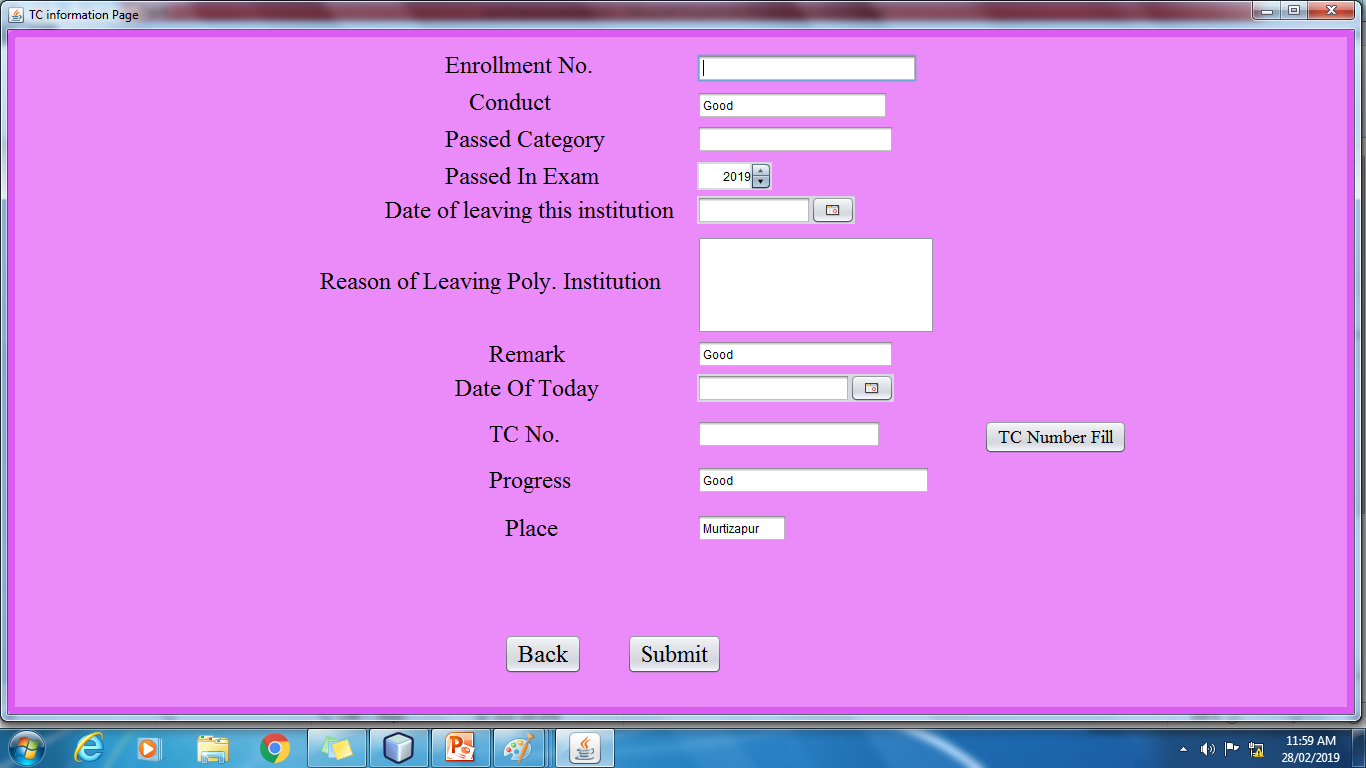 TC information Page
Enrollment No.
Conduct Good
Passed Category
Passed In Exam 2019
Date of leaving this institution
Reason of Leaving Poly. Institution
Remark Good
Date Of Today
TC No. TC Number Fill
Progress Good
Place Murtizapur
Back Submit
11:59 AM
28/02/2019